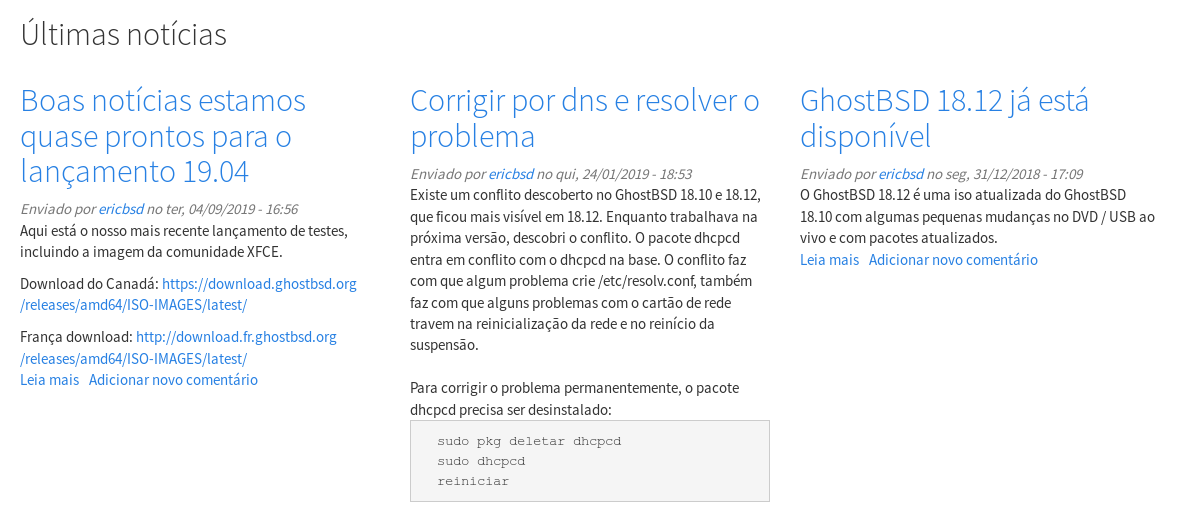 Últimas notícias
Boas notícias estamos
quase prontos para o
lançamento 19.04
Enviado por ericbsd no ter, 04/09/2019 - 16:56
Aqui está o nosso mais recente lançamento de testes,
incluindo a imagem da comunidade XFCE.
Download do Canadá: https://download.ghostbsd.org
/releases/amd64/ISO-IMAGES/latest/
França download: http://download.fr.ghostbsd.org
/releases/amd64/ISO-IMAGES/latest/
Leia mais Adicionar novo comentário
Corrigir por dns e resolver o
problema
Enviado por ericbsd no qui, 24/01/2019 - 18:53
Existe um conflito descoberto no GhostBSD 18.10 e 18.12,
que ficou mais visível em 18.12. Enquanto trabalhava na
próxima versão, descobri o conflito. O pacote dhcpcd
entra em conflito com o dhcpcd na base. O conflito faz
com que algum problema crie /etc/resolv.conf, também
faz com que alguns problemas com o cartão de rede
travem na reinicialização da rede e no reinício da
suspensão.
Para corrigir o problema permanentemente, o pacote
dhcpcd precisa ser desinstalado:
sudo pkg deletar dhcpcd
sudo dhcpcd
reiniciar
GhostBSD 18.12 já está
disponível
Enviado por ericbsd no seg, 31/12/2018 - 17:09
O GhostBSD 18.12 é uma iso atualizada do GhostBSD
18.10 com algumas pequenas mudanças no DVD / USB ao
vivo e com pacotes atualizados.
Leia mais Adicionar novo comentário